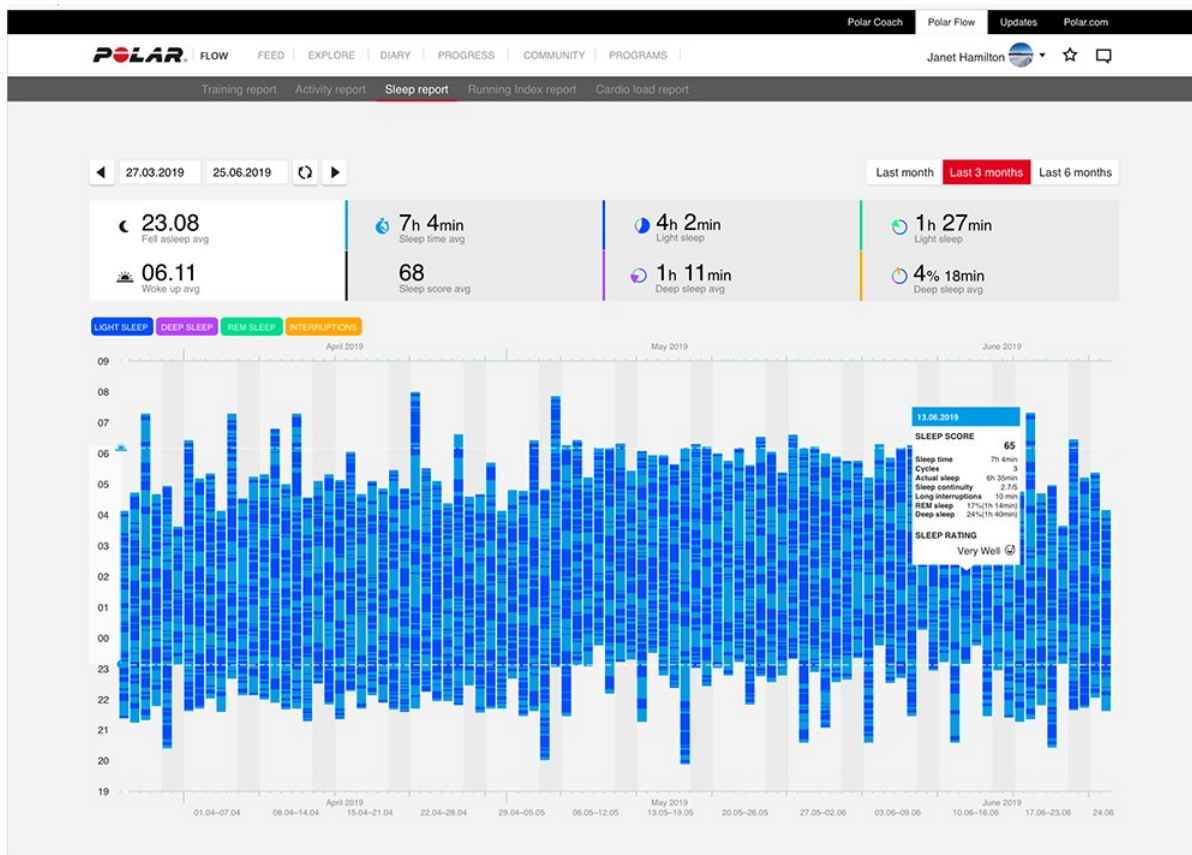 Polar Coach Polar Flow Updates Polar.com
POLAR. FLOW FEED EXPLORE DIARY PROGRESS COMMUNITY PROGRAMS Janet Hamilton
Training report Activity report Sleep report Running Index report Cardio load report
27.03.2019 25.06.2019 Last month Last 3 months Last 6 months
23.08 7h 4min 4h 2min 1h 27min
Fell asleep avg Sleep time avg Light sleep Light sleep
06.11 68 1h 11min 4% 18min
Woke up avg Sleep score avg Deep sleep avg Deep sleep avg
LIGHT SLEEP DEEP SLEEP REM SLEEP INTERRUPTIONS
April 2019 May 2019 June 2019
09
08
07
06
05
04
03
02
01
00
23
22
21
20
19
13.06.2019
SLEEP SCORE
65
Sleep time 7h 4min
Cycles 3
Actual sleep 6h 35min
Sleep continuity 2.7/5
Long interruptions 10 min
REM sleep 17%(1h 14min)
Deep sleep 24%(1h 40min)
SLEEP RATING
Very Well
April 2019 May 2019 June 2019
01.04–07.04 08.04–14.04 15.04–21.04 22.04–28.04 29.04–05.05 06.05–12.05 13.05–19.05 20.05–26.05 27.05–02.06 03.06–09.06 10.06–16.06 17.06–23.06 24.06